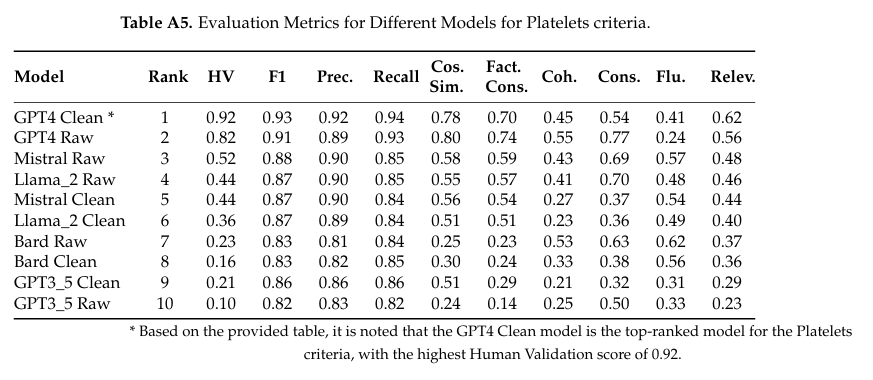 Table A5. Evaluation Metrics for Different Models for Platelets criteria.
Model Rank HV F1 Prec. Recall Cos. Sim. Fact. Cons. Coh. Cons. Flu. Relev.
GPT4 Clean * 1 0.92 0.93 0.92 0.94 0.78 0.70 0.45 0.54 0.41 0.62
GPT4 Raw 2 0.82 0.91 0.89 0.93 0.80 0.74 0.55 0.77 0.24 0.56
Mistral Raw 3 0.52 0.88 0.90 0.85 0.58 0.59 0.43 0.69 0.57 0.48
Llama_2 Raw 4 0.44 0.87 0.90 0.85 0.55 0.57 0.41 0.70 0.48 0.46
Mistral Clean 5 0.44 0.87 0.90 0.84 0.56 0.54 0.27 0.37 0.54 0.44
Llama_2 Clean 6 0.36 0.87 0.89 0.84 0.51 0.51 0.23 0.36 0.49 0.40
Bard Raw 7 0.23 0.83 0.81 0.84 0.25 0.23 0.53 0.63 0.62 0.37
Bard Clean 8 0.16 0.83 0.82 0.85 0.30 0.24 0.33 0.38 0.56 0.36
GPT3_5 Clean 9 0.21 0.86 0.86 0.86 0.51 0.29 0.21 0.32 0.31 0.29
GPT3_5 Raw 10 0.10 0.82 0.83 0.82 0.24 0.14 0.25 0.50 0.33 0.23
* Based on the provided table, it is noted that the GPT4 Clean model is the top-ranked model for the Platelets
criteria, with the highest Human Validation score of 0.92.